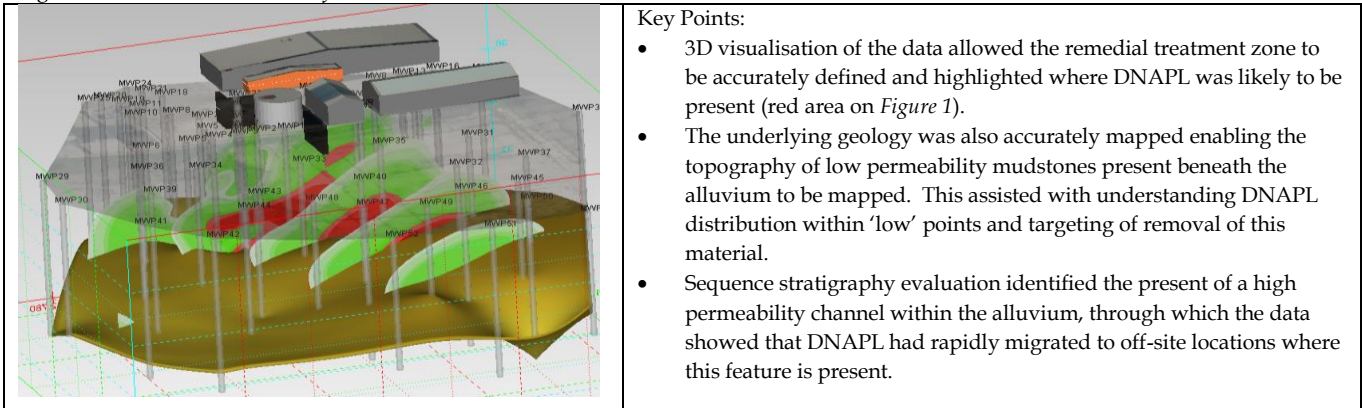 Key Points:
• 3D visualisation of the data allowed the remedial treatment zone to
be accurately defined and highlighted where DNAPL was likely to be
present (red area on Figure 1).
• The underlying geology was also accurately mapped enabling the
topography of low permeability mudstones present beneath the
alluvium to be mapped. This assisted with understanding DNAPL
distribution within ‘low’ points and targeting of removal of this
material.
• Sequence stratigraphy evaluation identified the present of a high
permeability channel within the alluvium, through which the data
showed that DNAPL had rapidly migrated to off-site locations where
this feature is present.
MWP24
MWP18
MWP16
MWP11
MWP10
MWP6
MWP35
MWP31
MWP37
MWP33
MWP32
MWP36
MWP34
MWP40
MWP45
MWP29
MWP39
MWP43
MWP46
MWP30
MWP44
MWP48
MWP47
MWP49
MWP41
MWP42
MWP52
MWP51